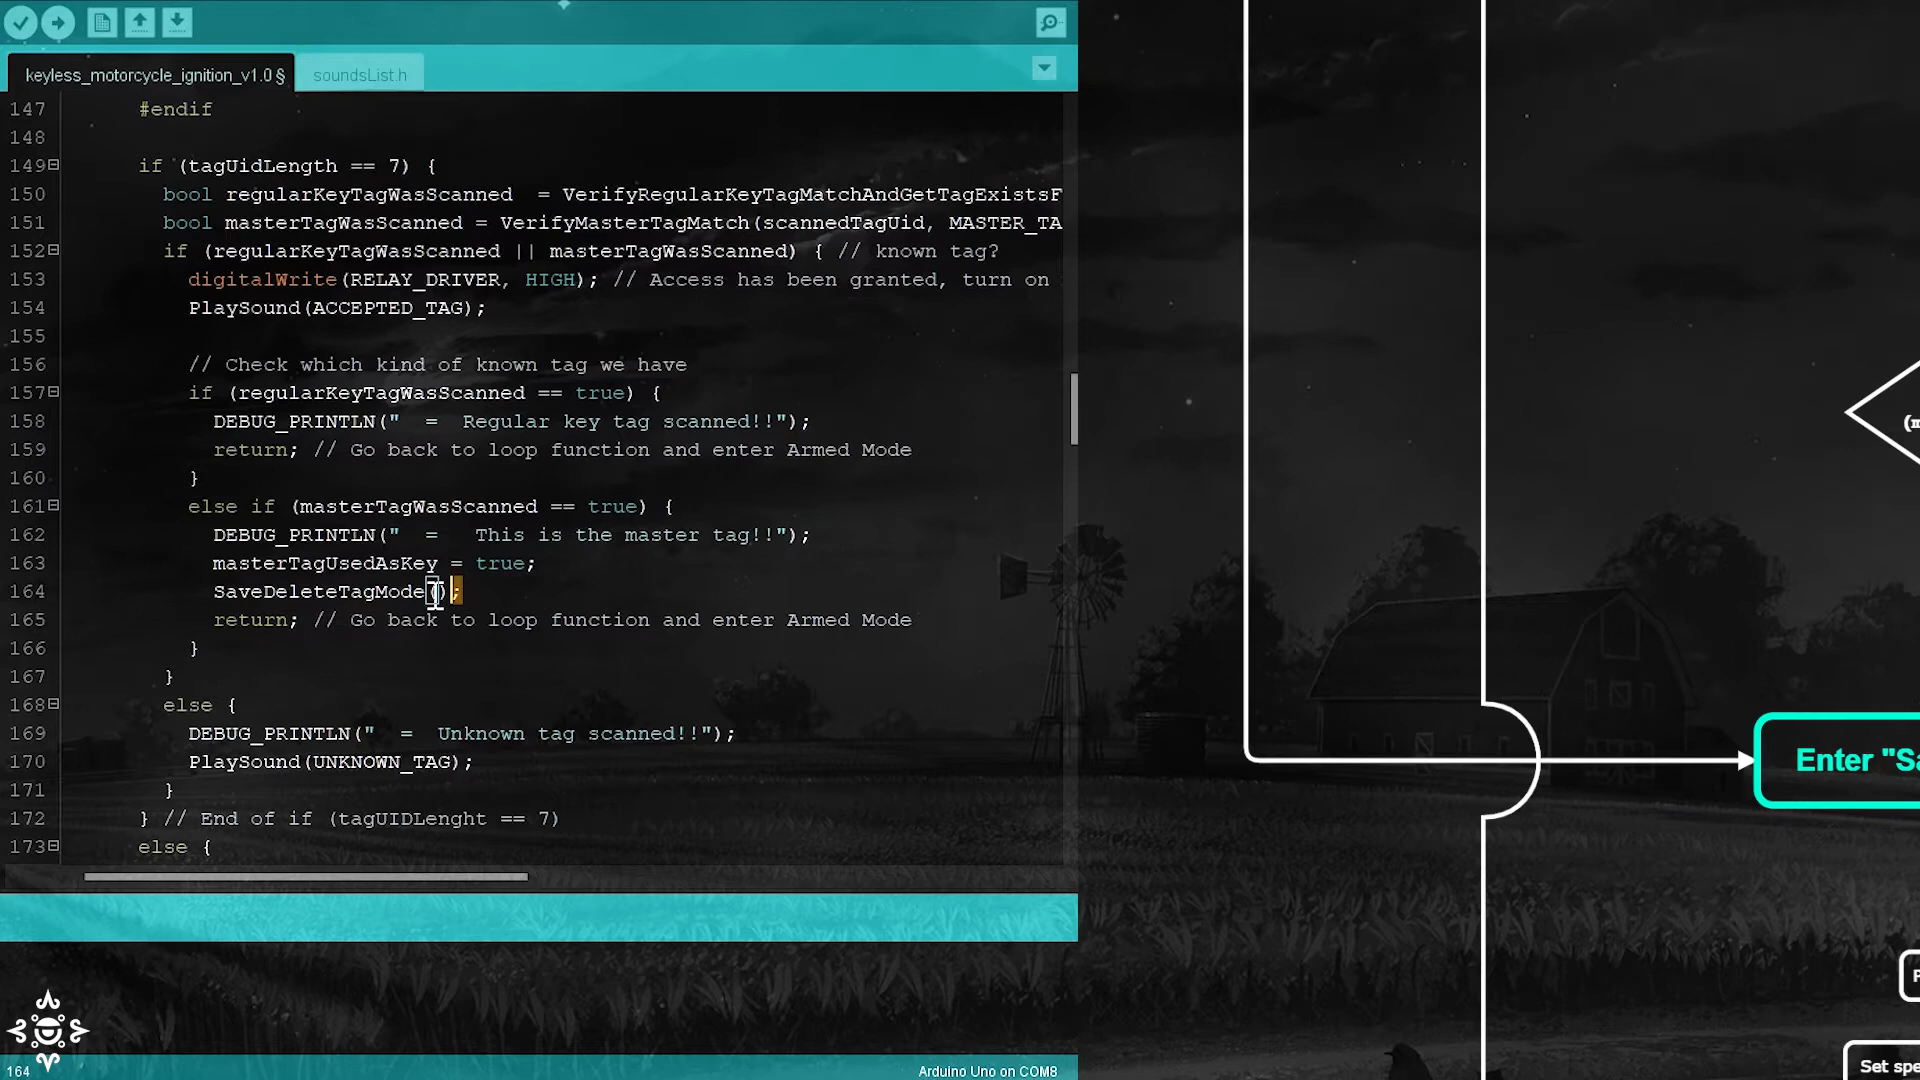 keyless_motorcycle_ignition_v1.0 §
soundsList.h
147 #endif
148
149 if (tagUidLength == 7) {
150 bool regularKeyTagWasScanned = VerifyRegularKeyTagMatchAndGetTagExistsF
151 bool masterTagWasScanned = VerifyMasterTagMatch(scannedTagUid, MASTER_TA
152 if (regularKeyTagWasScanned || masterTagWasScanned) { // known tag?
153 digitalWrite(RELAY_DRIVER, HIGH); // Access has been granted, turn on
154 PlaySound(ACCEPTED_TAG);
155
156 // Check which kind of known tag we have
157 if (regularKeyTagWasScanned == true) {
158 DEBUG_PRINTLN(" = Regular key tag scanned!!");
159 return; // Go back to loop function and enter Armed Mode
160 }
161 else if (masterTagWasScanned == true) {
162 DEBUG_PRINTLN(" = This is the master tag!!");
163 masterTagUsedAsKey = true;
164 SaveDeleteTagMode();
165 return; // Go back to loop function and enter Armed Mode
166 }
167 }
168 else {
169 DEBUG_PRINTLN(" = Unknown tag scanned!!");
170 PlaySound(UNKNOWN_TAG);
171 }
172 } // End of if (tagUIDLenght == 7)
173 else {
164
Arduino Uno on COM8
Enter "Sa
Set spe